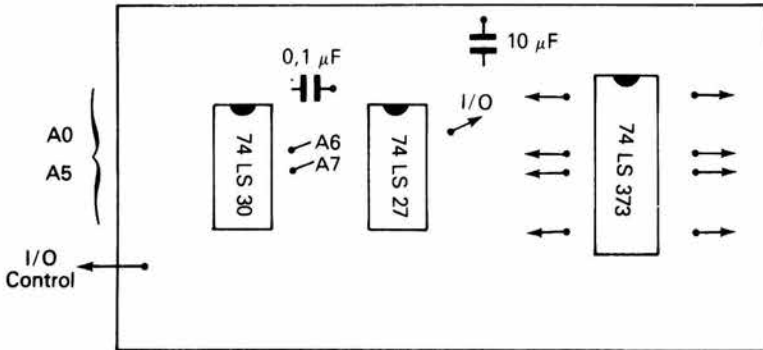 10 μF
0,1 μF
I/O
A0
A5
A6
A7
74 LS 30
74 LS 27
74 LS 373
I/O
Control